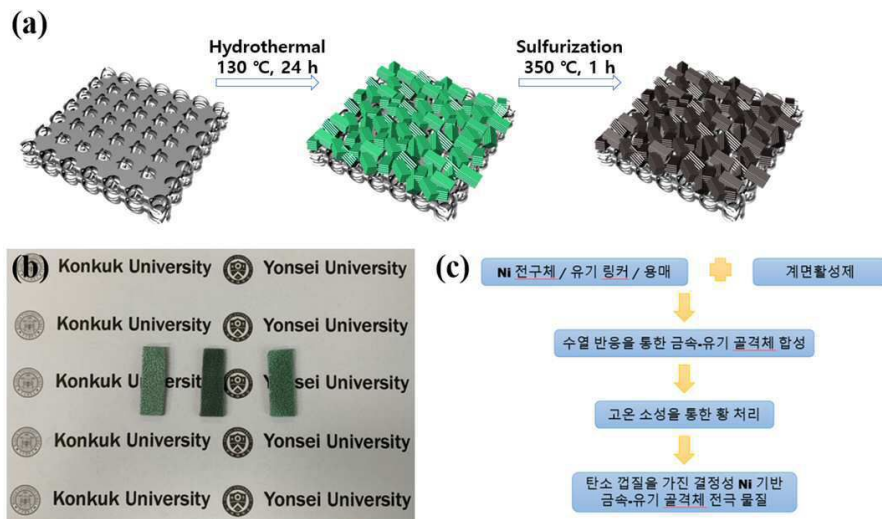 (a)
Hydrothermal
130 ℃, 24 h
Sulfurization
350 ℃, 1 h
(b)
Konkuk University Yonsei University
Konkuk University Yonsei University
Konkuk University Yonsei University
Konkuk University Yonsei University
Konkuk University Yonsei University
(c)
Ni 전구체 / 유기 링커 / 용매
계면활성제
수열 반응을 통한 금속-유기 골격체 합성
고온 소성을 통한 황 처리
탄소 껍질을 가진 결정성 Ni 기반
금속-유기 골격체 전극 물질